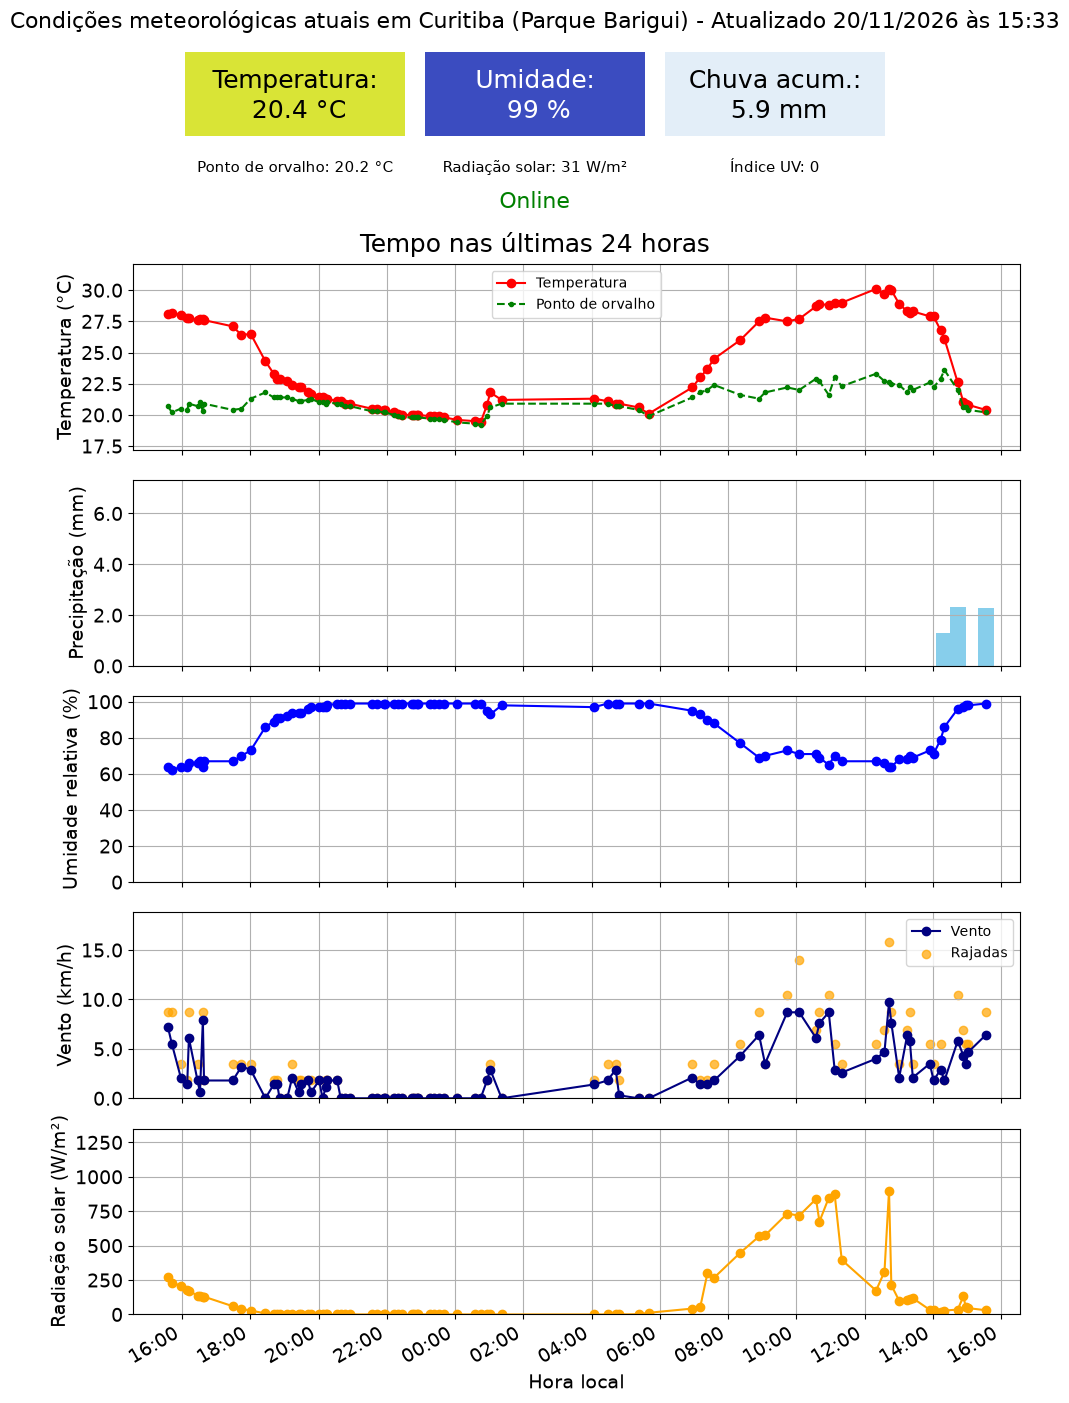 Condições meteorológicas atuais em Curitiba (Parque Barigui) - Atualizado 20/11/2026 às 15:33
Temperatura:
20.4 °C
Umidade:
99 %
Chuva acum.:
5.9 mm
Ponto de orvalho: 20.2 °C
Radiação solar: 31 W/m²
Índice UV: 0
Online
Tempo nas últimas 24 horas
Temperatura (°C)
30.0
27.5
25.0
22.5
20.0
17.5
Temperatura
Ponto de orvalho
Precipitação (mm)
6.0
4.0
2.0
0.0
Umidade relativa (%)
100
80
60
40
20
0
Vento (km/h)
15.0
10.0
5.0
0.0
Vento
Rajadas
Radiação solar (W/m²)
1250
1000
750
500
250
0
16:00
18:00
20:00
22:00
00:00
02:00
04:00
06:00
08:00
10:00
12:00
14:00
16:00
Hora local